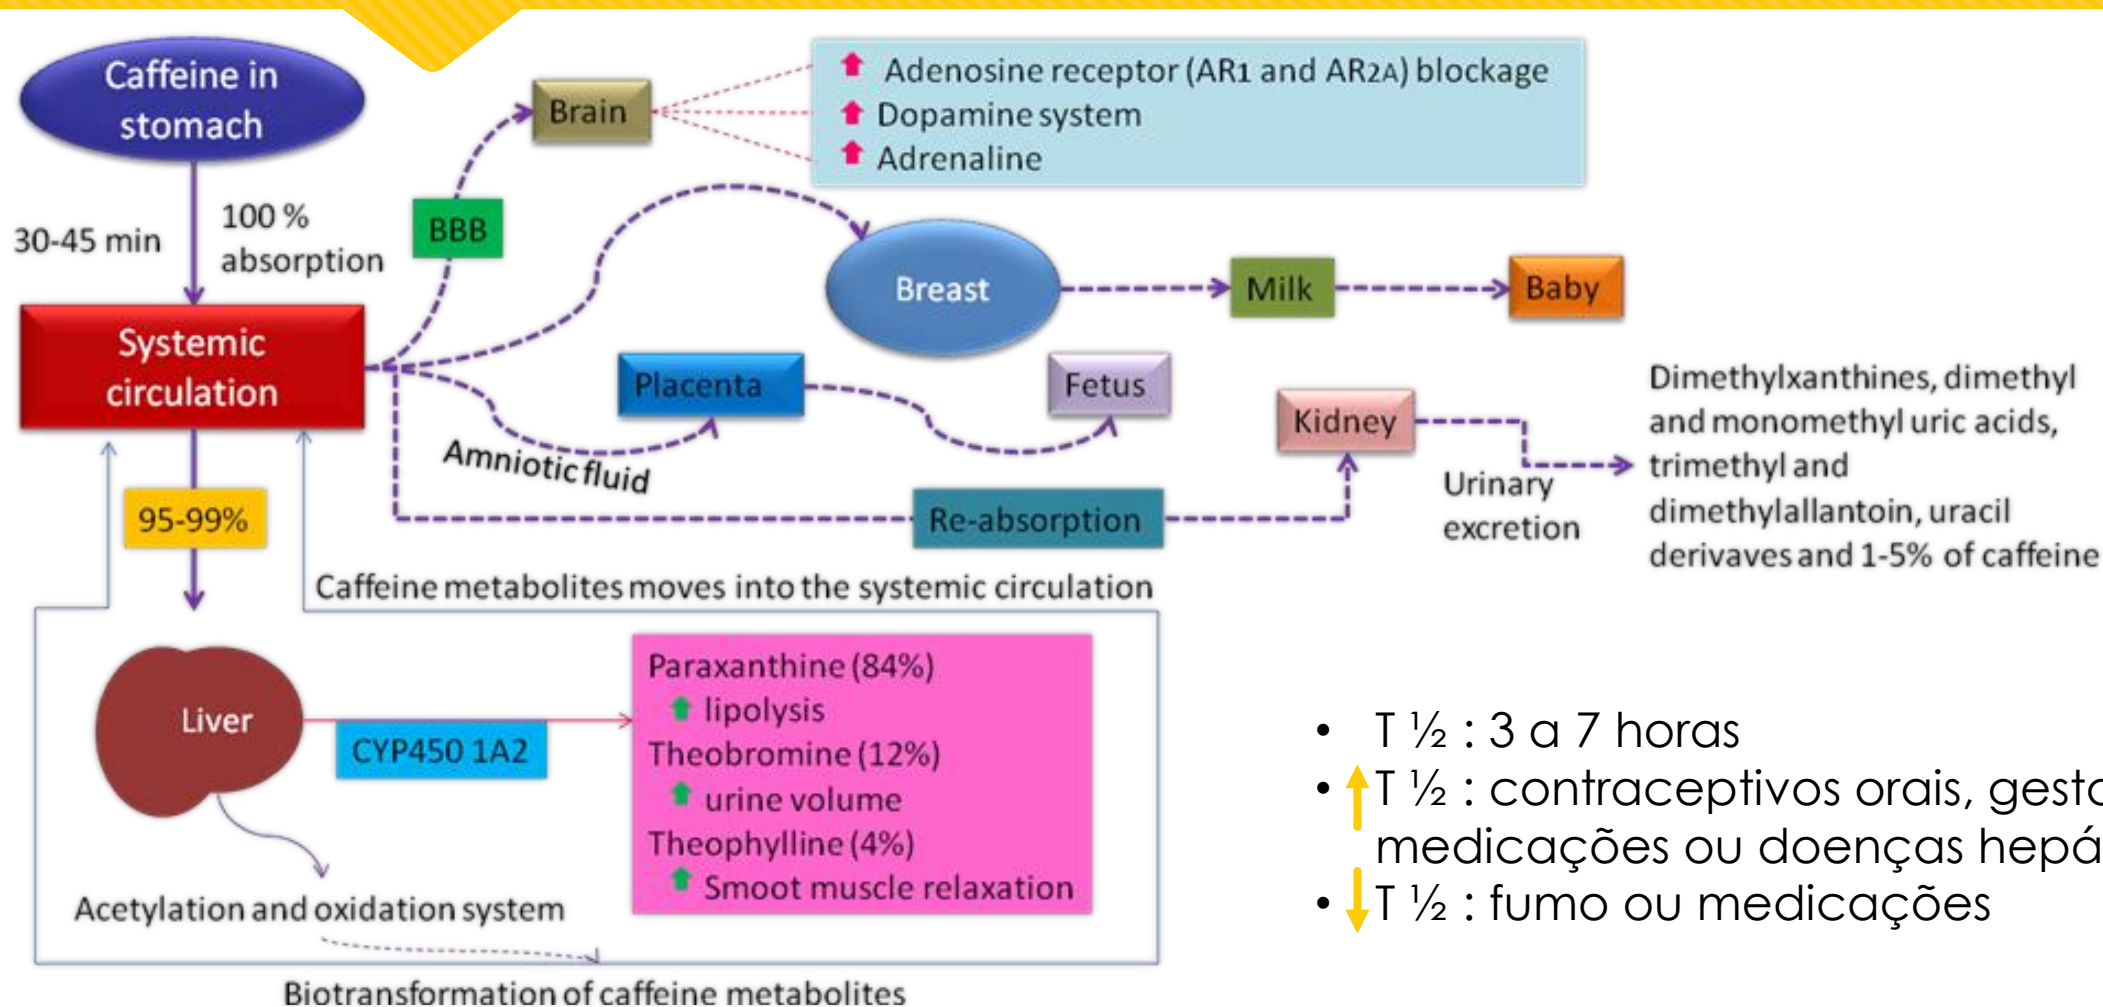 Caffeine in
stomach
30-45 min
100 %
absorption
Systemic
circulation
95-99%
BBB
Brain
Adenosine receptor (AR1 and AR2A) blockage
Dopamine system
Adrenaline
Breast
Milk
Baby
Placenta
Fetus
Amniotic fluid
Re-absorption
Kidney
Urinary
excretion
Dimethylxanthines, dimethyl
and monomethyl uric acids,
trimethyl and
dimethylallantoin, uracil
derivaves and 1-5% of caffeine
Caffeine metabolites moves into the systemic circulation
Liver
CYP450 1A2
Paraxanthine (84%)
lipolysis
Theobromine (12%)
urine volume
Theophylline (4%)
Smoot muscle relaxation
Acetylation and oxidation system
Biotransformation of caffeine metabolites
• T ½ : 3 a 7 horas
• T ½ : contraceptivos orais,
medicações ou doenças
• T ½ : fumo ou medicações